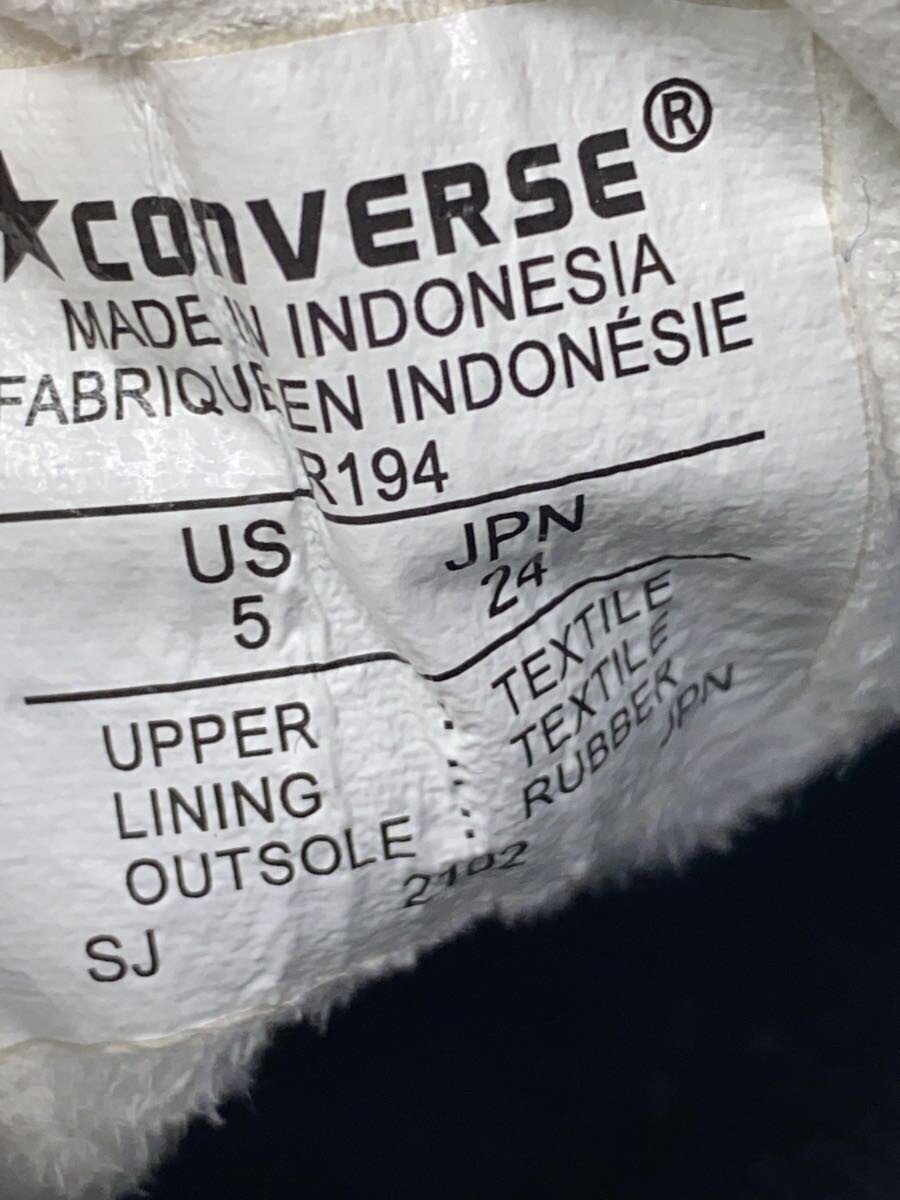 CONVERSE®
MADE IN INDONESIA
FABRIQUE EN INDONÉSIE
R194
US JPN
5 24
UPPER : TEXTILE
LINING : TEXTILE
OUTSOLE : RUBBER
SJ 2102 JPN